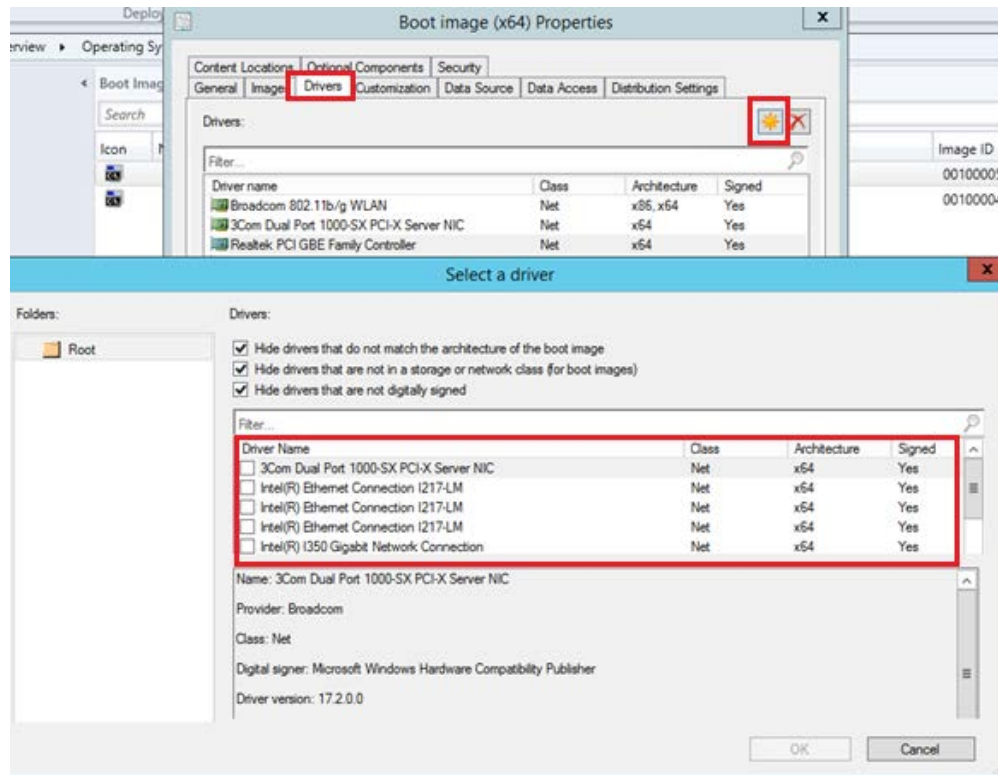 Deploy
Boot image (x64) Properties
x
erview ▸ Operating Sy
Content Locations Optional Components Security
General Images Drivers Customization Data Source Data Access Distribution Settings
Boot Imag
Search
Drivers:
Icon
Image ID
Filter...
Driver name Class Architecture Signed
0010000
Broadcom 802.11b/g WLAN Net x86, x64 Yes
0010000
3Com Dual Port 1000-SX PCI-X Server NIC Net x64 Yes
Realtek PCI GBE Family Controller Net x64 Yes
Select a driver
x
Folders:
Drivers:
Root
Hide drivers that do not match the architecture of the boot image
Hide drivers that are not in a storage or network class (for boot images)
Hide drivers that are not digitally signed
Filter...
Driver Name Class Architecture Signed
3Com Dual Port 1000-SX PCI-X Server NIC Net x64 Yes
Intel(R) Ethernet Connection I217-LM Net x64 Yes
Intel(R) Ethernet Connection I217-LM Net x64 Yes
Intel(R) Ethernet Connection I217-LM Net x64 Yes
Intel(R) I350 Gigabit Network Connection Net x64 Yes
Name: 3Com Dual Port 1000-SX PCI-X Server NIC
Provider: Broadcom
Class: Net
Digital signer: Microsoft Windows Hardware Compatibility Publisher
Driver version: 17.2.0.0
OK Cancel